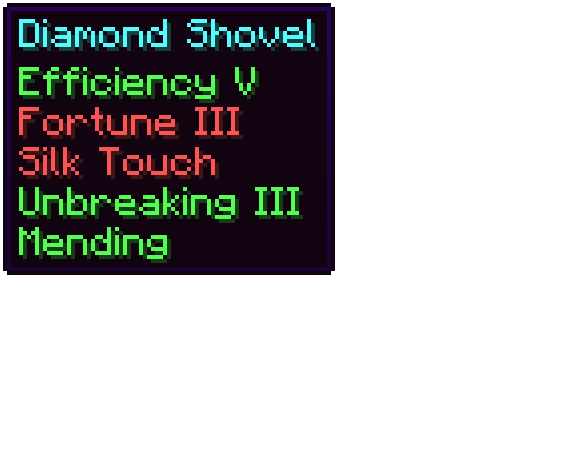 Diamond Shovel
Efficiency V
Fortune III
Silk Touch
Unbreaking III
Mending